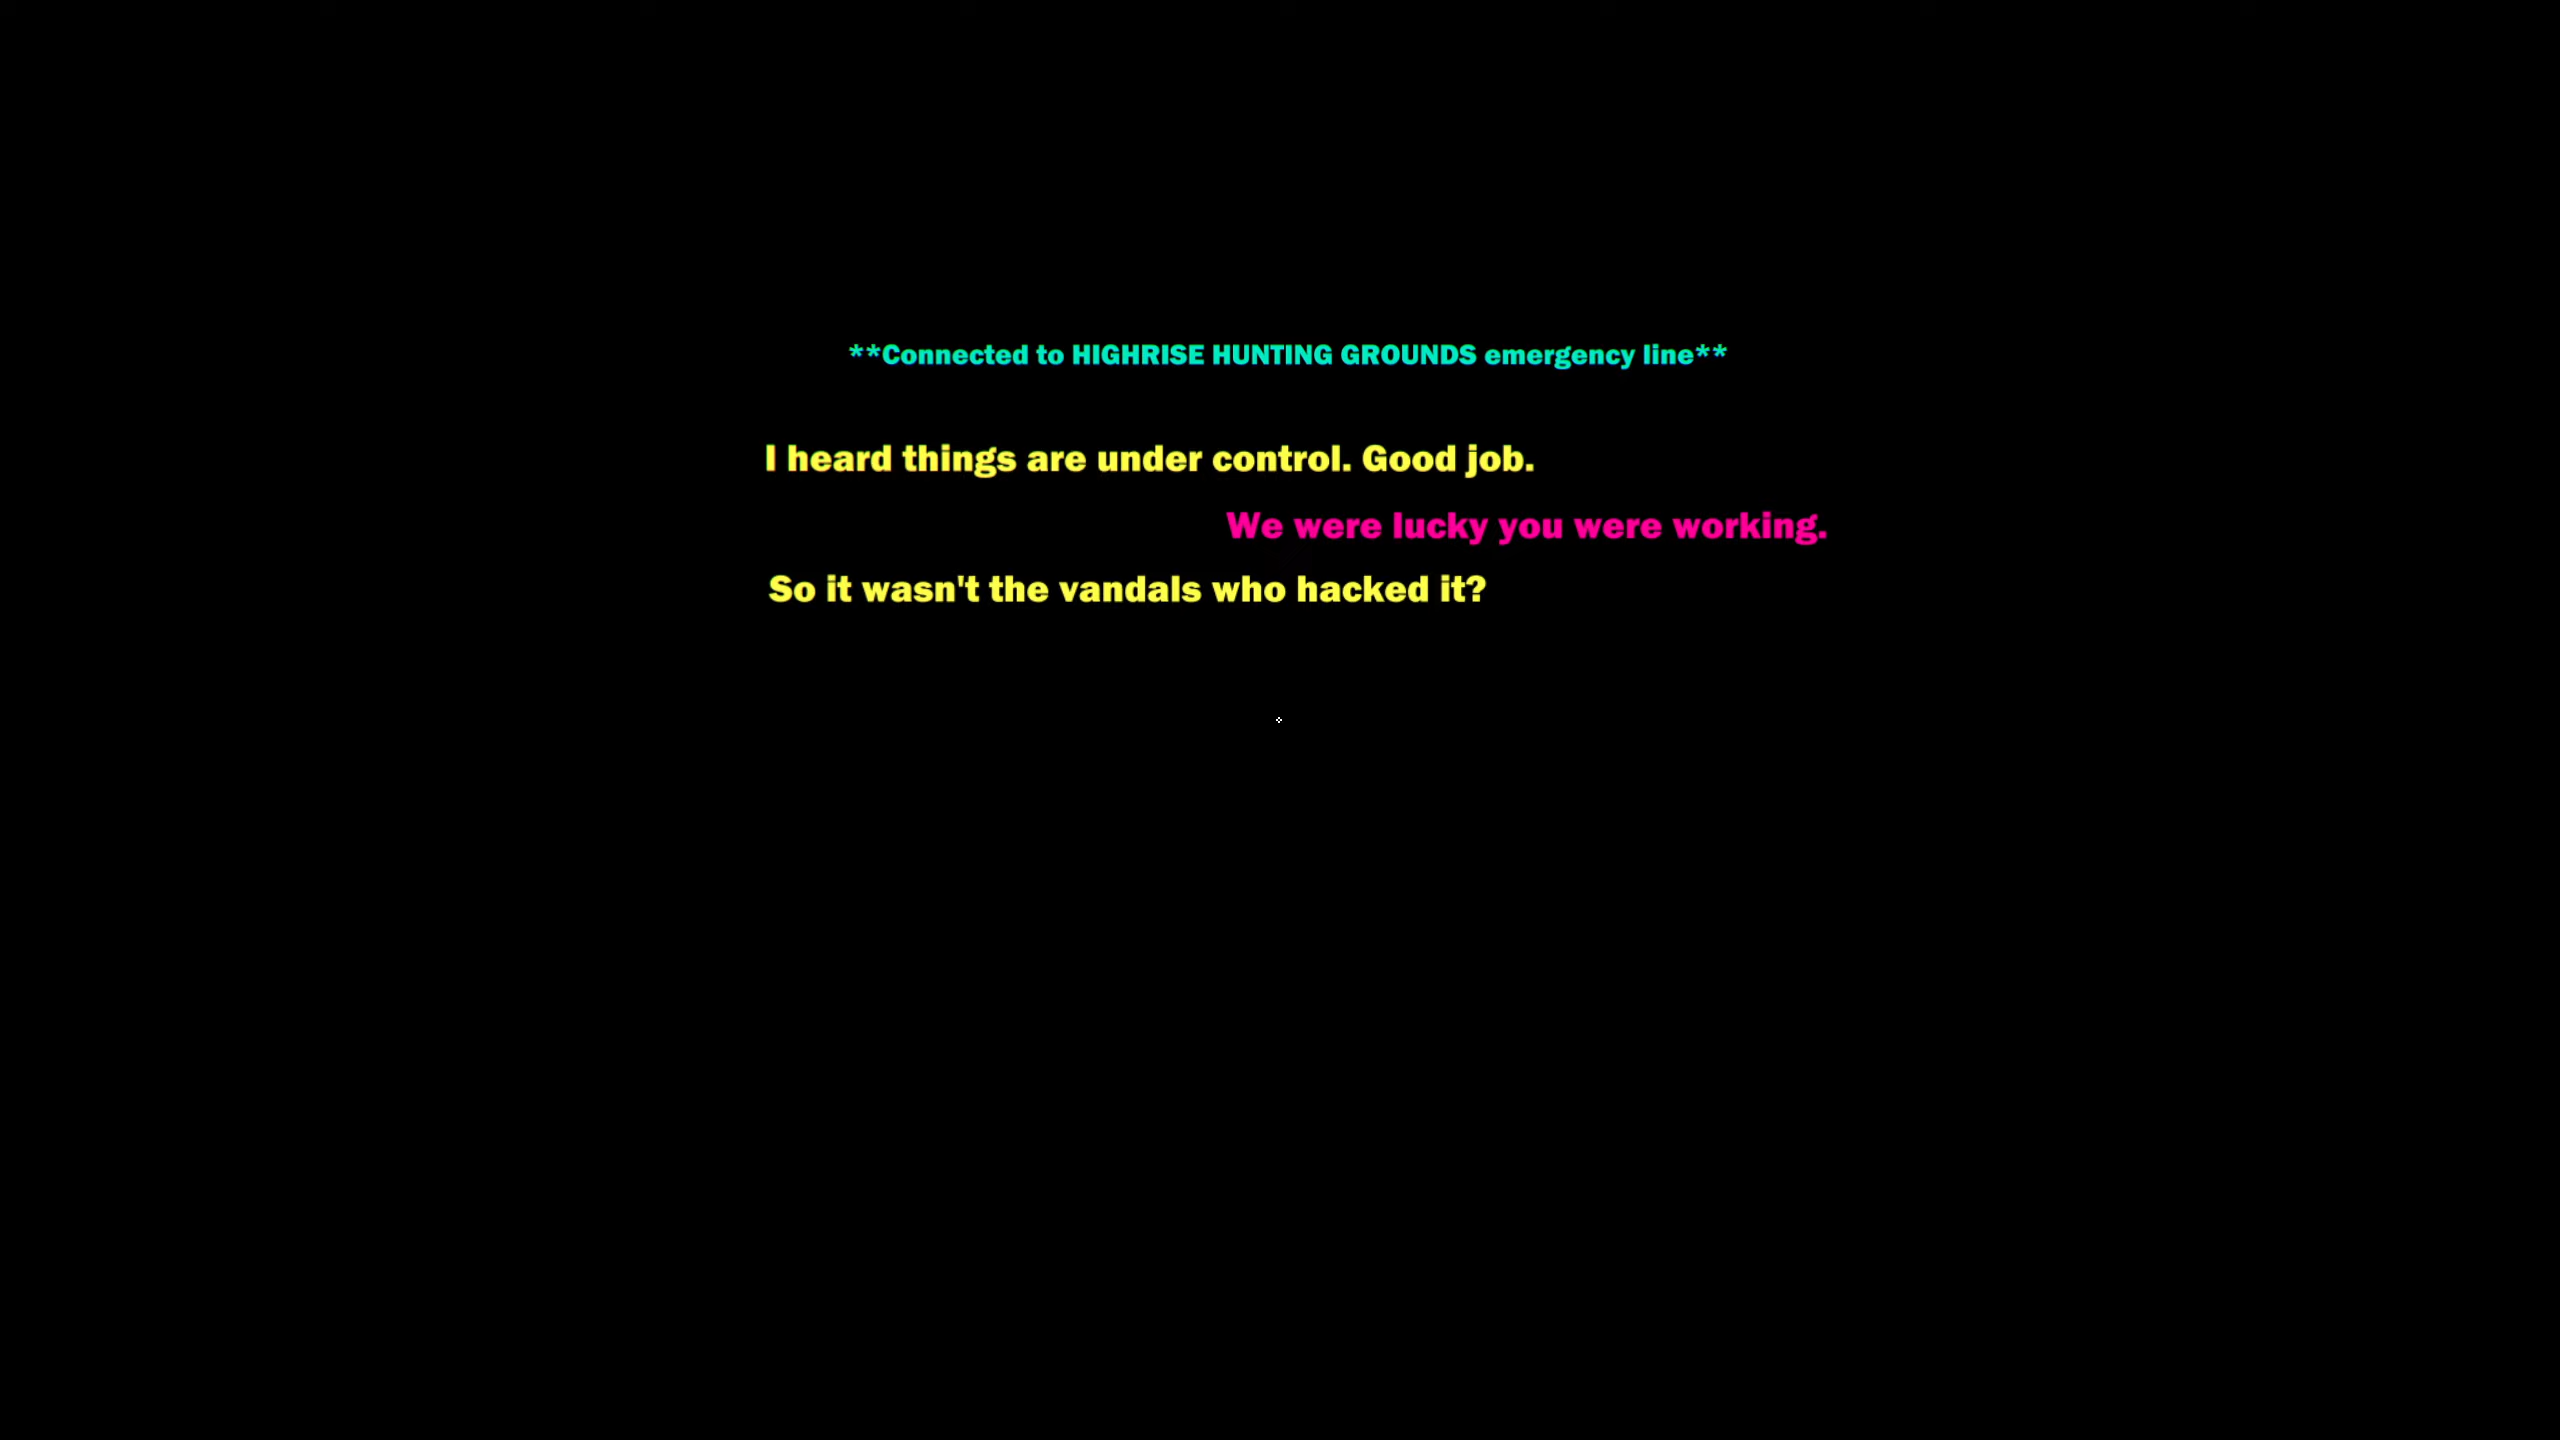 **Connected to HIGHRISE HUNTING GROUNDS emergency line**
I heard things are under control. Good job.
We were lucky you were working.
So it wasn't the vandals who hacked it?